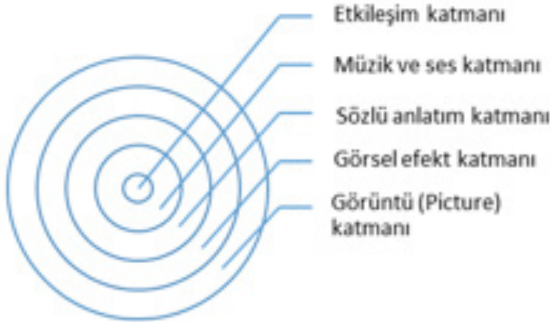 Etkileşim katmanı
Müzik ve ses katmanı
Sözlü anlatım katmanı
Görsel efekt katmanı
Görüntü (Picture)
katmanı